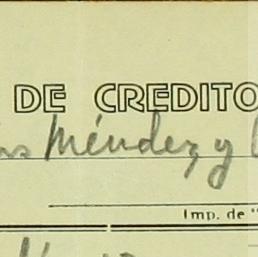 DE CREDITO
Méndez y
Imp. de "